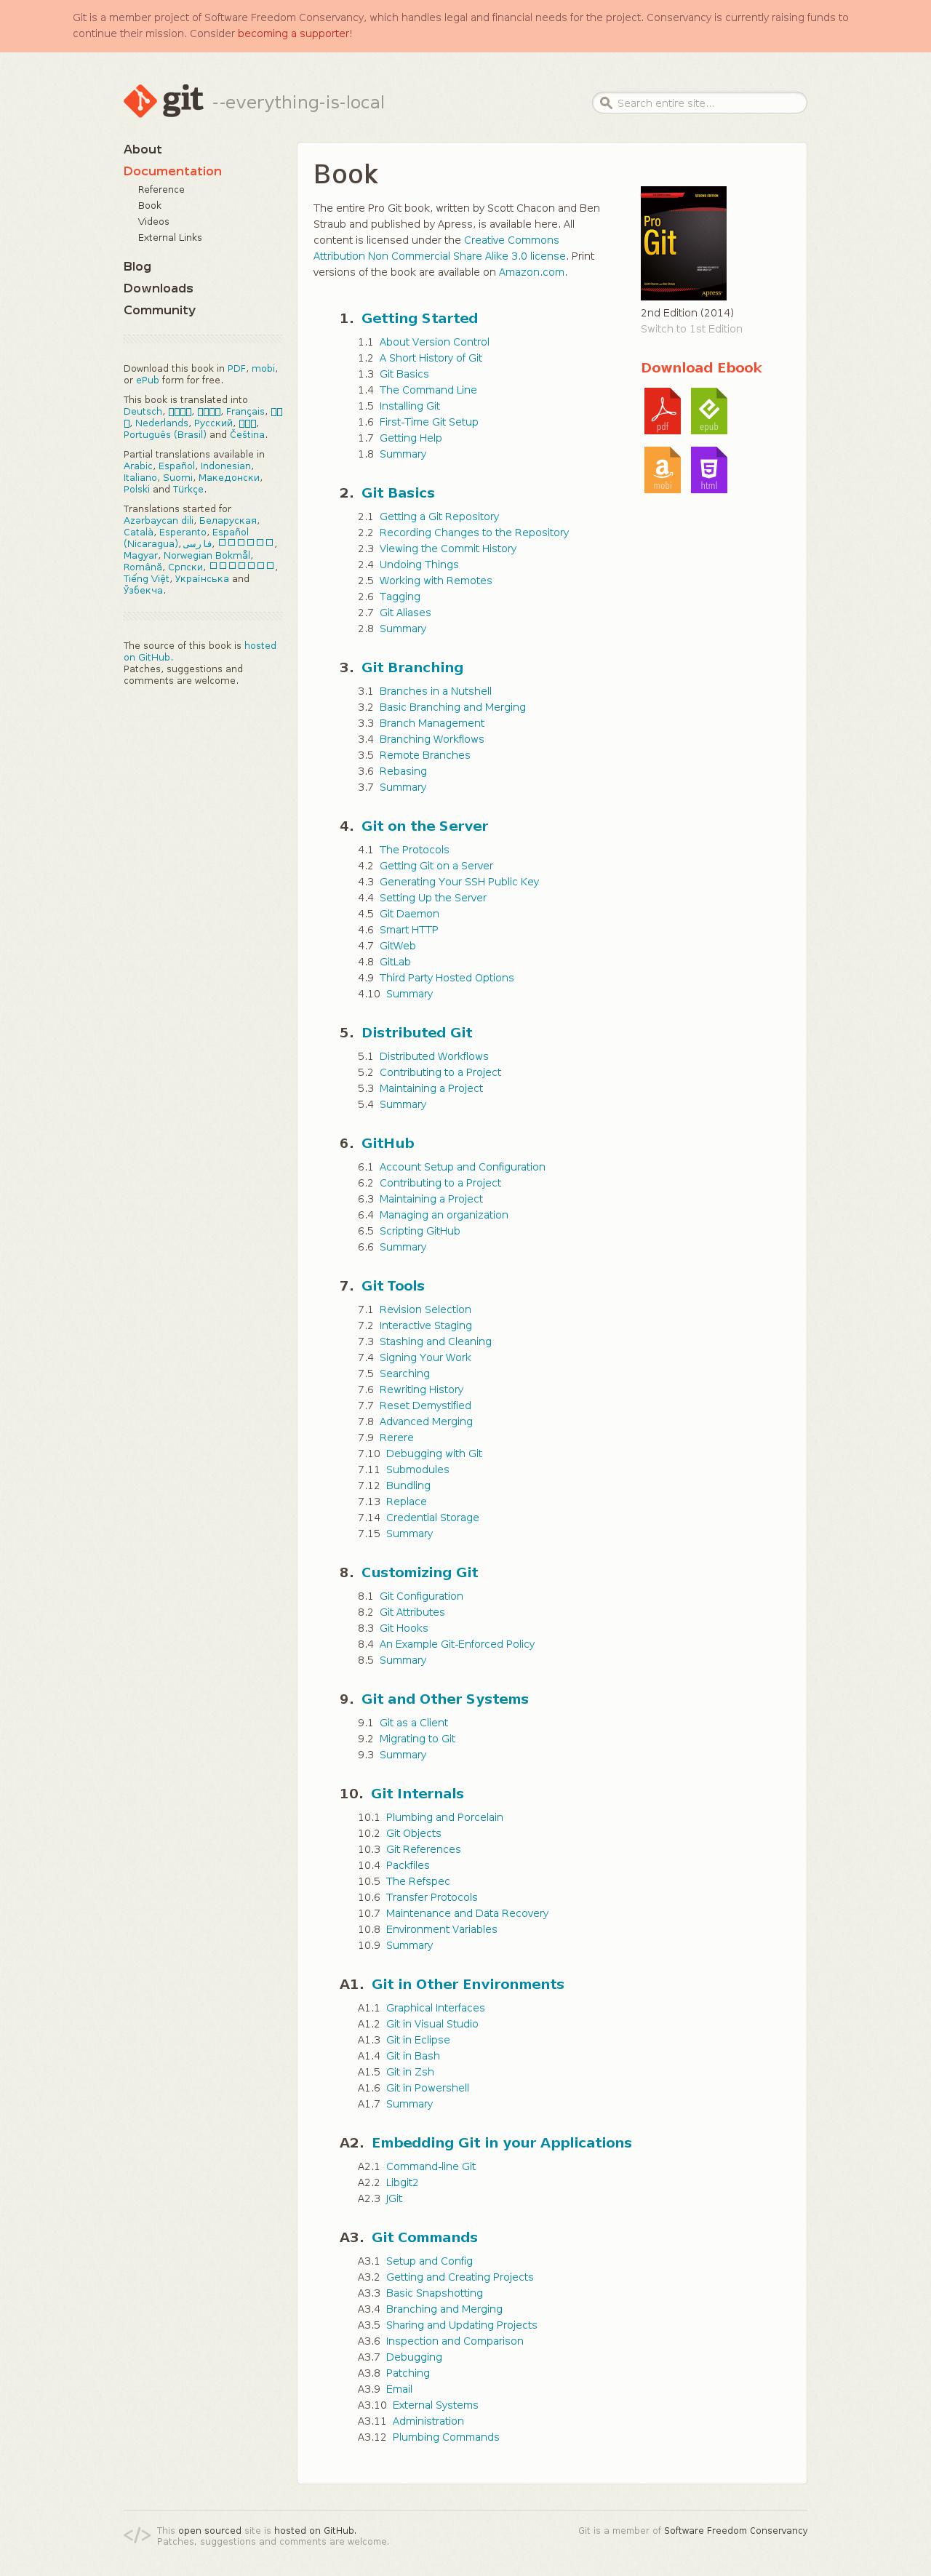 Git is a member project of Software Freedom Conservancy, which handles legal and financial needs for the project. Conservancy is currently raising funds to
continue their mission. Consider becoming a supporter!
git --everything-is-local
Search entire site...
About
Documentation
Reference
Book
Videos
External Links
Blog
Downloads
Community
Download this book in PDF, mobi,
or ePub form for free.
This book is translated into
Deutsch, Français,
Nederlands, Русский,
Português (Brasil) and Čeština.
Partial translations available in
Arabic, Español, Indonesian,
Italiano, Suomi, Македонски,
Polski and Türkçe.
Translations started for
Azərbaycan dili, Беларуская,
Català, Esperanto, Español
(Nicaragua), فارسی,
Magyar, Norwegian Bokmål,
Română, Српски,
Tiếng Việt, Українська and
Ўзбекча.
The source of this book is hosted
on GitHub.
Patches, suggestions and
comments are welcome.
Book
The entire Pro Git book, written by Scott Chacon and Ben
Straub and published by Apress, is available here. All
content is licensed under the Creative Commons
Attribution Non Commercial Share Alike 3.0 license. Print
versions of the book are available on Amazon.com.
Pro
Git
Apress
2nd Edition (2014)
Switch to 1st Edition
Download Ebook
pdf
epub
mobi
html
1. Getting Started
1.1 About Version Control
1.2 A Short History of Git
1.3 Git Basics
1.4 The Command Line
1.5 Installing Git
1.6 First-Time Git Setup
1.7 Getting Help
1.8 Summary
2. Git Basics
2.1 Getting a Git Repository
2.2 Recording Changes to the Repository
2.3 Viewing the Commit History
2.4 Undoing Things
2.5 Working with Remotes
2.6 Tagging
2.7 Git Aliases
2.8 Summary
3. Git Branching
3.1 Branches in a Nutshell
3.2 Basic Branching and Merging
3.3 Branch Management
3.4 Branching Workflows
3.5 Remote Branches
3.6 Rebasing
3.7 Summary
4. Git on the Server
4.1 The Protocols
4.2 Getting Git on a Server
4.3 Generating Your SSH Public Key
4.4 Setting Up the Server
4.5 Git Daemon
4.6 Smart HTTP
4.7 GitWeb
4.8 GitLab
4.9 Third Party Hosted Options
4.10 Summary
5. Distributed Git
5.1 Distributed Workflows
5.2 Contributing to a Project
5.3 Maintaining a Project
5.4 Summary
6. GitHub
6.1 Account Setup and Configuration
6.2 Contributing to a Project
6.3 Maintaining a Project
6.4 Managing an organization
6.5 Scripting GitHub
6.6 Summary
7. Git Tools
7.1 Revision Selection
7.2 Interactive Staging
7.3 Stashing and Cleaning
7.4 Signing Your Work
7.5 Searching
7.6 Rewriting History
7.7 Reset Demystified
7.8 Advanced Merging
7.9 Rerere
7.10 Debugging with Git
7.11 Submodules
7.12 Bundling
7.13 Replace
7.14 Credential Storage
7.15 Summary
8. Customizing Git
8.1 Git Configuration
8.2 Git Attributes
8.3 Git Hooks
8.4 An Example Git-Enforced Policy
8.5 Summary
9. Git and Other Systems
9.1 Git as a Client
9.2 Migrating to Git
9.3 Summary
10. Git Internals
10.1 Plumbing and Porcelain
10.2 Git Objects
10.3 Git References
10.4 Packfiles
10.5 The Refspec
10.6 Transfer Protocols
10.7 Maintenance and Data Recovery
10.8 Environment Variables
10.9 Summary
A1. Git in Other Environments
A1.1 Graphical Interfaces
A1.2 Git in Visual Studio
A1.3 Git in Eclipse
A1.4 Git in Bash
A1.5 Git in Zsh
A1.6 Git in Powershell
A1.7 Summary
A2. Embedding Git in your Applications
A2.1 Command-line Git
A2.2 Libgit2
A2.3 JGit
A3. Git Commands
A3.1 Setup and Config
A3.2 Getting and Creating Projects
A3.3 Basic Snapshotting
A3.4 Branching and Merging
A3.5 Sharing and Updating Projects
A3.6 Inspection and Comparison
A3.7 Debugging
A3.8 Patching
A3.9 Email
A3.10 External Systems
A3.11 Administration
A3.12 Plumbing Commands
</> This open sourced site is hosted on GitHub.
Patches, suggestions and comments are welcome.
Git is a member of Software Freedom Conservancy